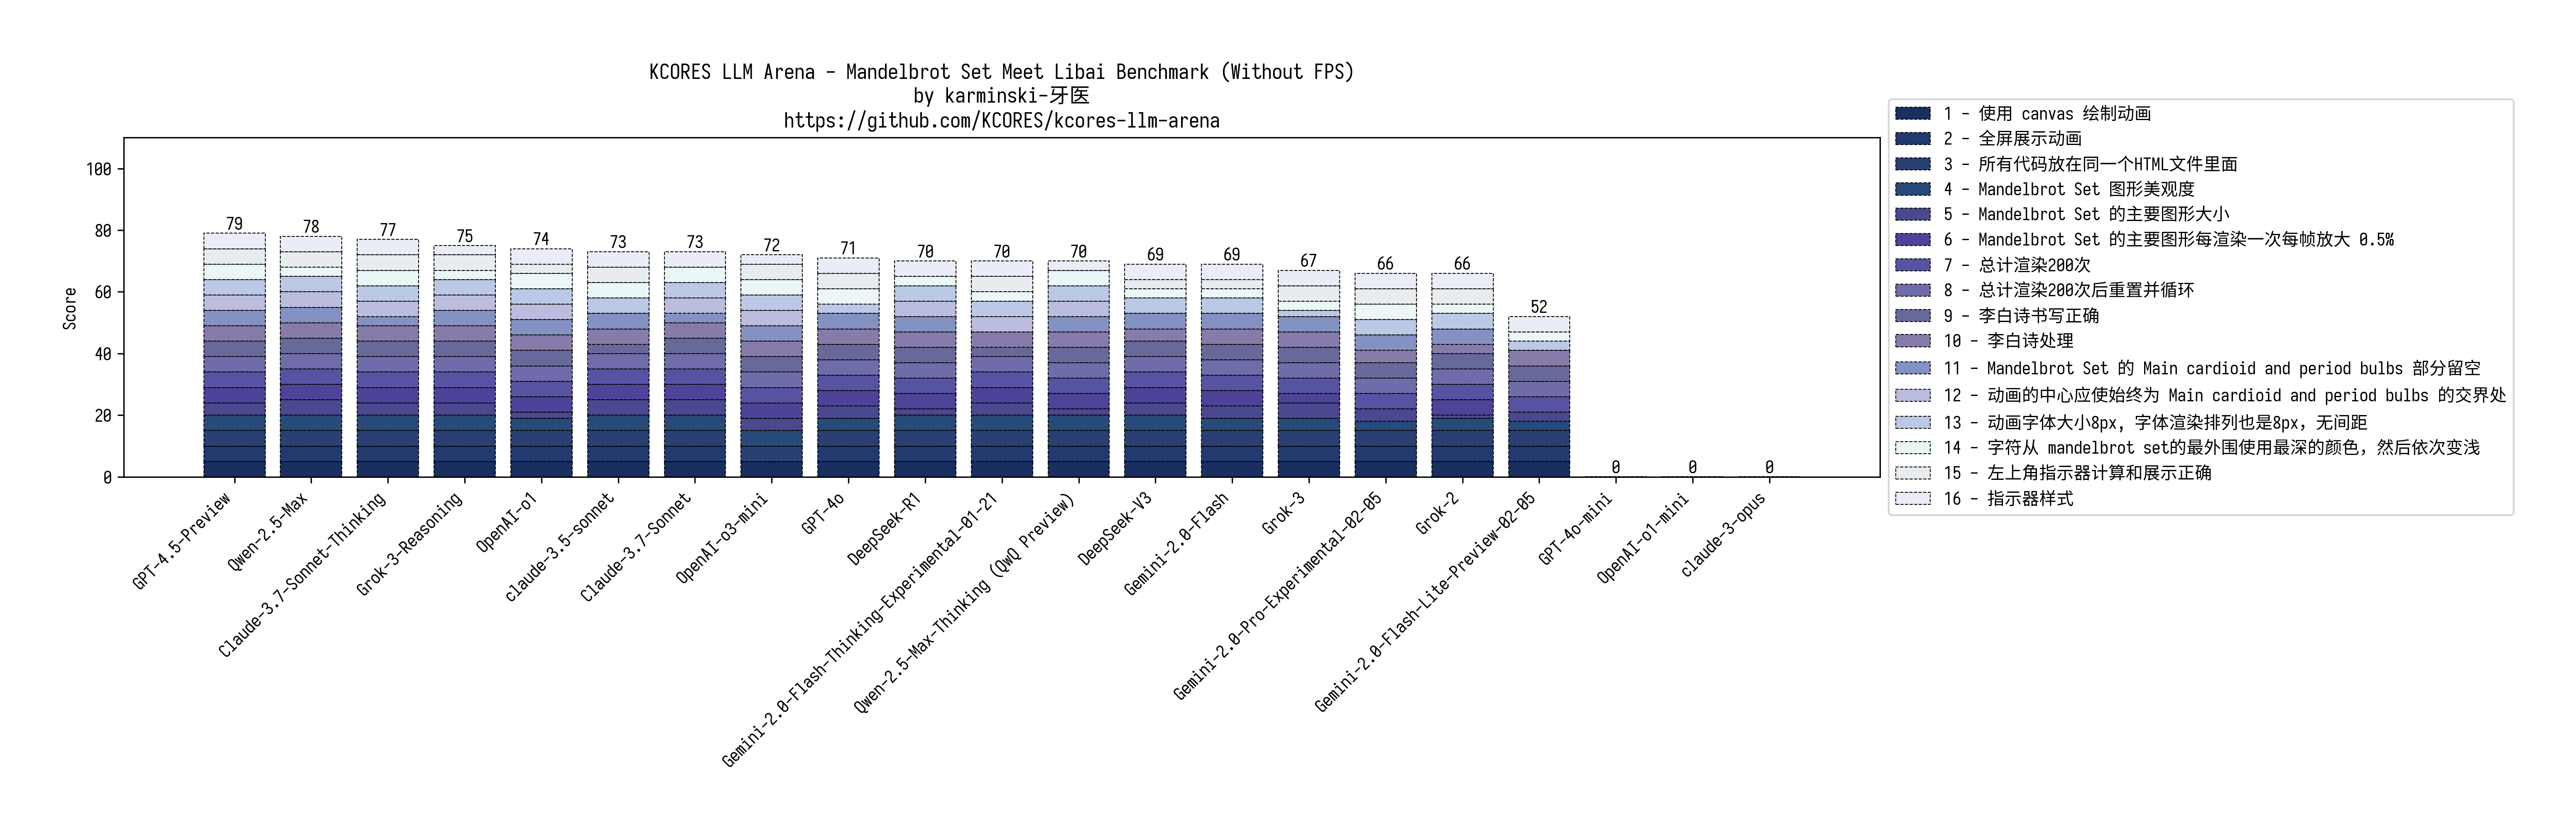 KCORES LLM Arena - Mandelbrot Set Meet Libai Benchmark (Without FPS)
by karminski-牙医
https://github.com/KCORES/kcores-llm-arena
Score
100
80
60
40
20
0
79
78
77
75
74
73
73
72
71
70
70
70
69
69
67
66
66
52
0
0
0
GPT-4.5-Preview
Qwen-2.5-Max
Claude-3.7-Sonnet-Thinking
Grok-3-Reasoning
OpenAI-o1
claude-3.5-sonnet
Claude-3.7-Sonnet
OpenAI-o3-mini
GPT-4o
DeepSeek-R1
Gemini-2.0-Flash-Thinking-Experimental-01-21
Qwen-2.5-Max-Thinking (QwQ Preview)
DeepSeek-V3
Gemini-2.0-Flash
Grok-3
Gemini-2.0-Pro-Experimental-02-05
Grok-2
Gemini-2.0-Flash-Lite-Preview-02-05
GPT-4o-mini
OpenAI-o1-mini
claude-3-opus
1 - 使用 canvas 绘制动画
2 - 全屏展示动画
3 - 所有代码放在同一个HTML文件里面
4 - Mandelbrot Set 图形美观度
5 - Mandelbrot Set 的主要图形大小
6 - Mandelbrot Set 的主要图形每渲染一次每帧放大 0.5%
7 - 总计渲染200次
8 - 总计渲染200次后重置并循环
9 - 李白诗书写正确
10 - 李白诗处理
11 - Mandelbrot Set 的 Main cardioid and period bulbs 部分留空
12 - 动画的中心应使始终为 Main cardioid and period bulbs 的交界处
13 - 动画字体大小8px, 字体渲染排列也是8px, 无间距
14 - 字符从 mandelbrot set的最外围使用最深的颜色, 然后依次变浅
15 - 左上角指示器计算和展示正确
16 - 指示器样式